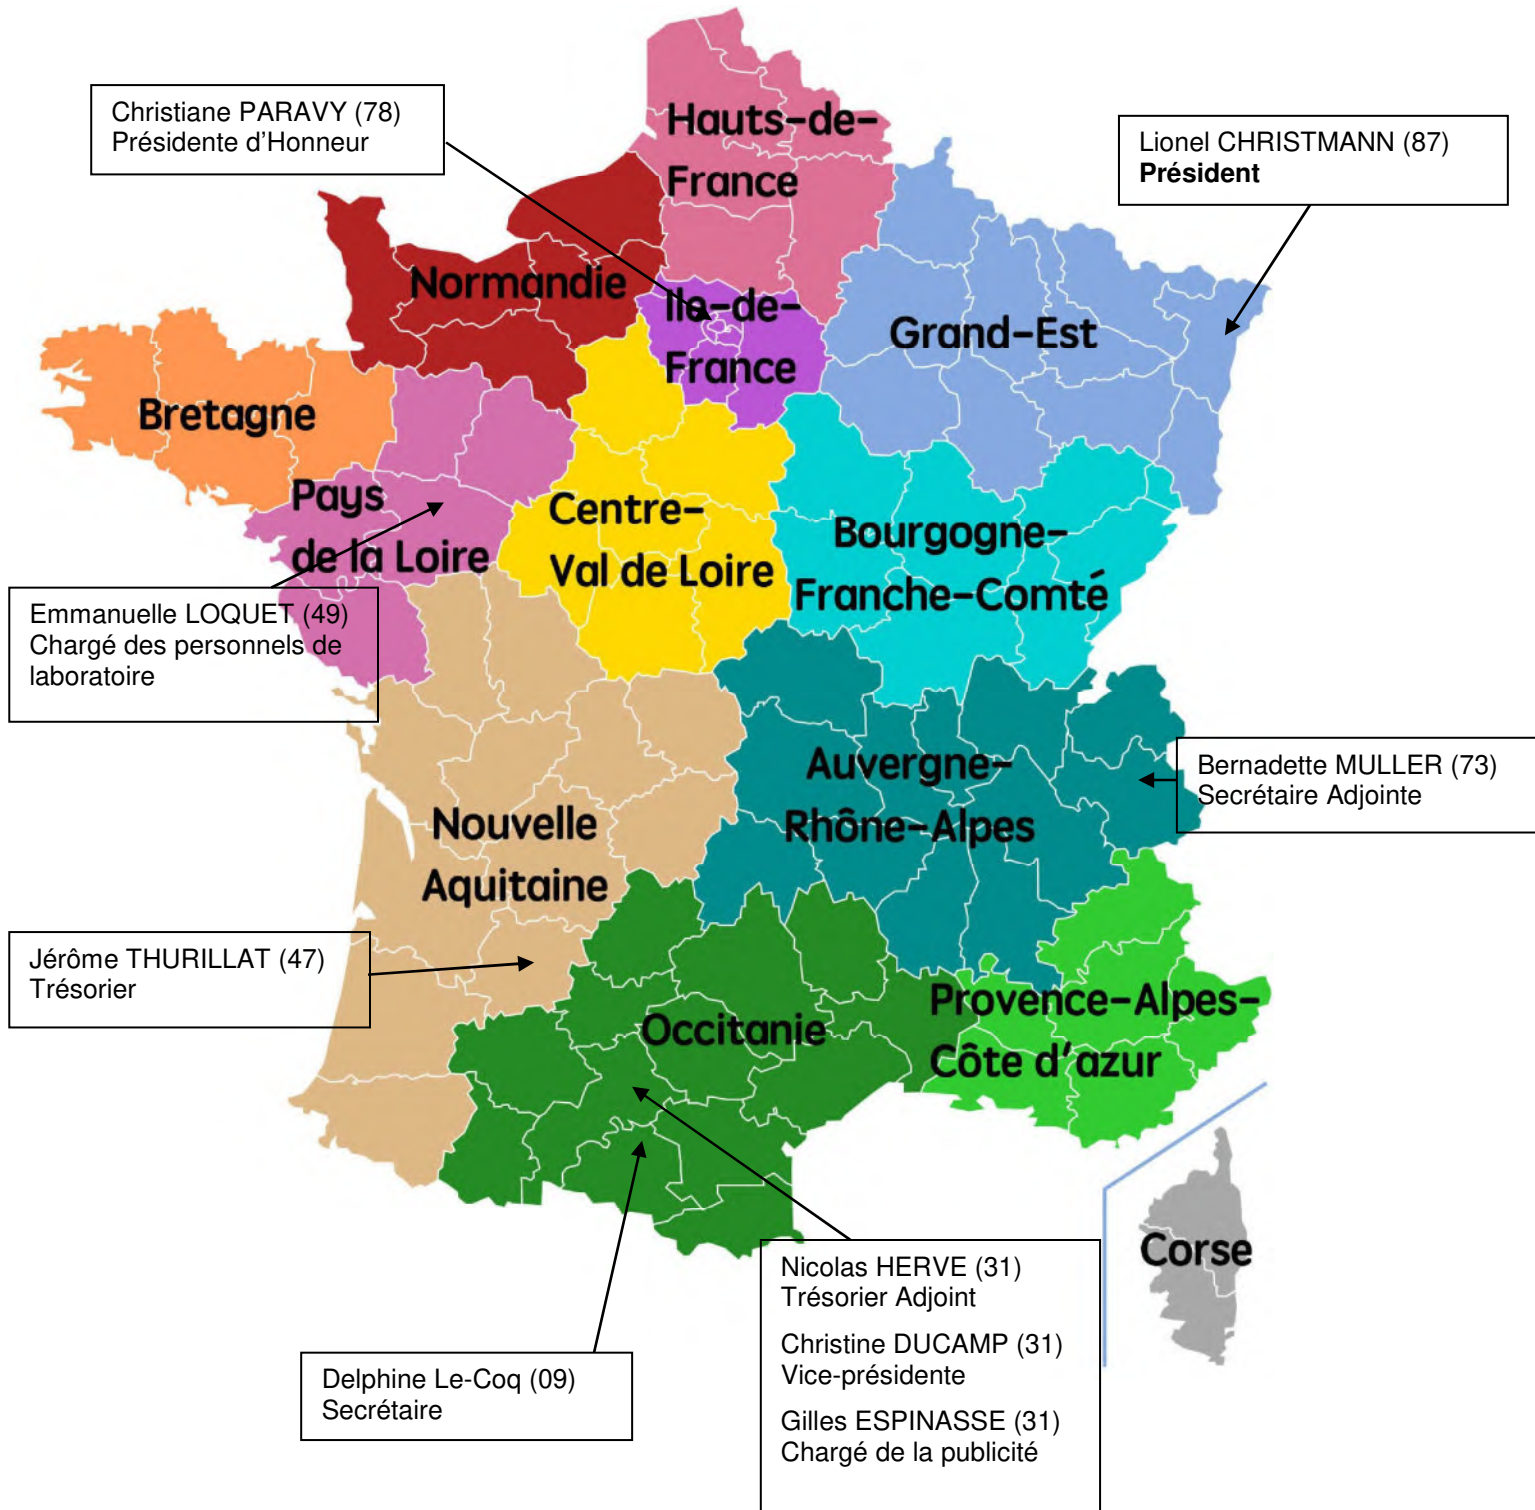 Christiane PARAVY (78)
Présidente d’Honneur
Hauts-de-
France
Lionel CHRISTMANN (87)
Président
Normandie
Ile-de-
France
Grand-Est
Bretagne
Pays
de la Loire
Centre-
Val de Loire
Bourgogne-
Franche-Comté
Emmanuelle LOQUET (49)
Chargé des personnels de
laboratoire
Auvergne-
Rhône-Alpes
Bernadette MULLER (73)
Secrétaire Adjointe
Nouvelle
Aquitaine
Jérôme THURILLAT (47)
Trésorier
Occitanie
Provence-Alpes-
Côte d'azur
Corse
Nicolas HERVE (31)
Trésorier Adjoint
Christine DUCAMP (31)
Vice-présidente
Gilles ESPINASSE (31)
Chargé de la publicité
Delphine Le-Coq (09)
Secrétaire